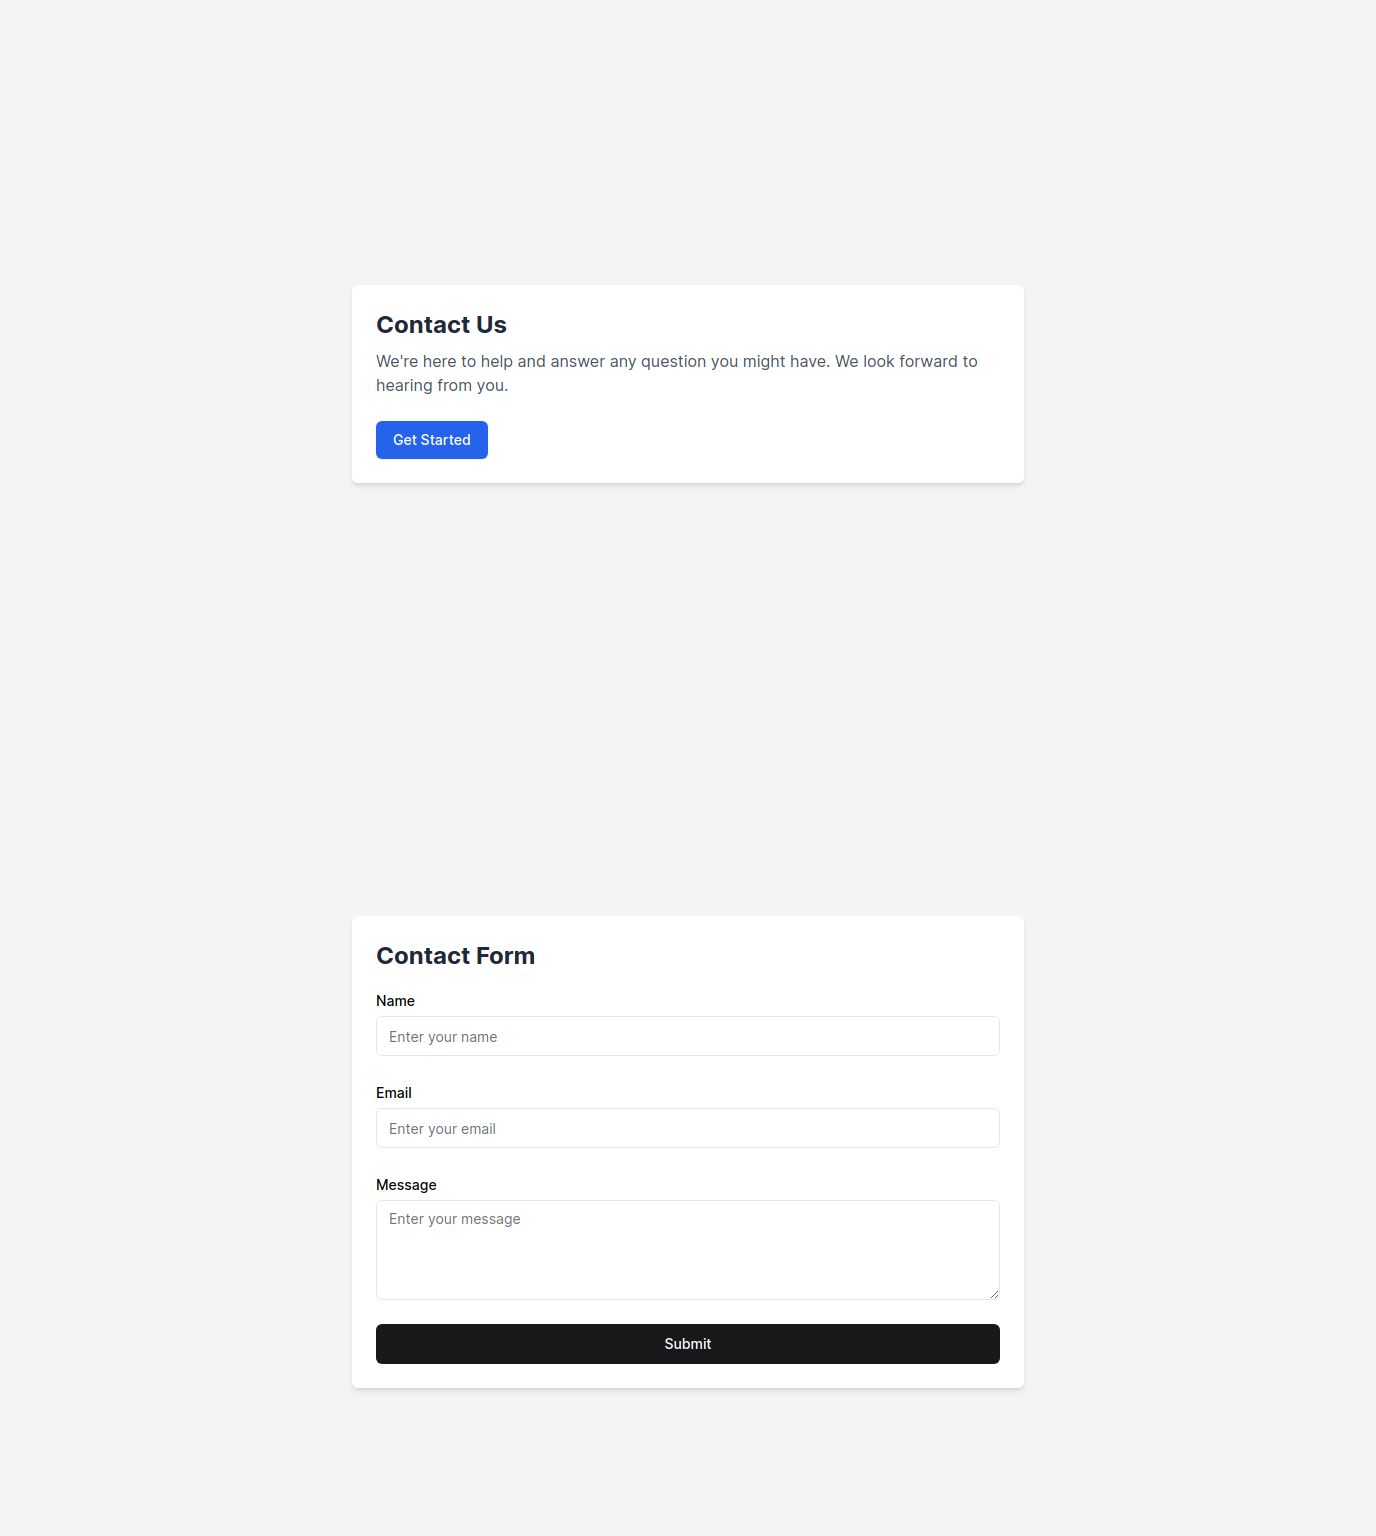 Contact Us
We're here to help and answer any question you might have. We look forward to
hearing from you.
Get Started
Contact Form
Name
Enter your name
Email
Enter your email
Message
Enter your message
Submit